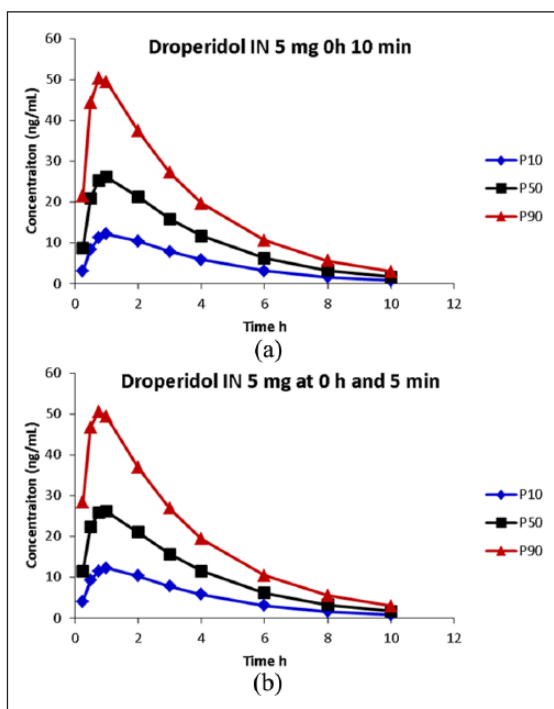 Droperidol IN 5 mg 0h 10 min
60
50
40
30
20
10
0
Concentraiton (ng/mL)
0 2 4 6 8 10 12
Time h
P10
P50
P90
(a)
Droperidol IN 5 mg at 0 h and 5 min
60
50
40
30
20
10
0
Concentraiton (ng/mL)
0 2 4 6 8 10 12
Time h
P10
P50
P90
(b)